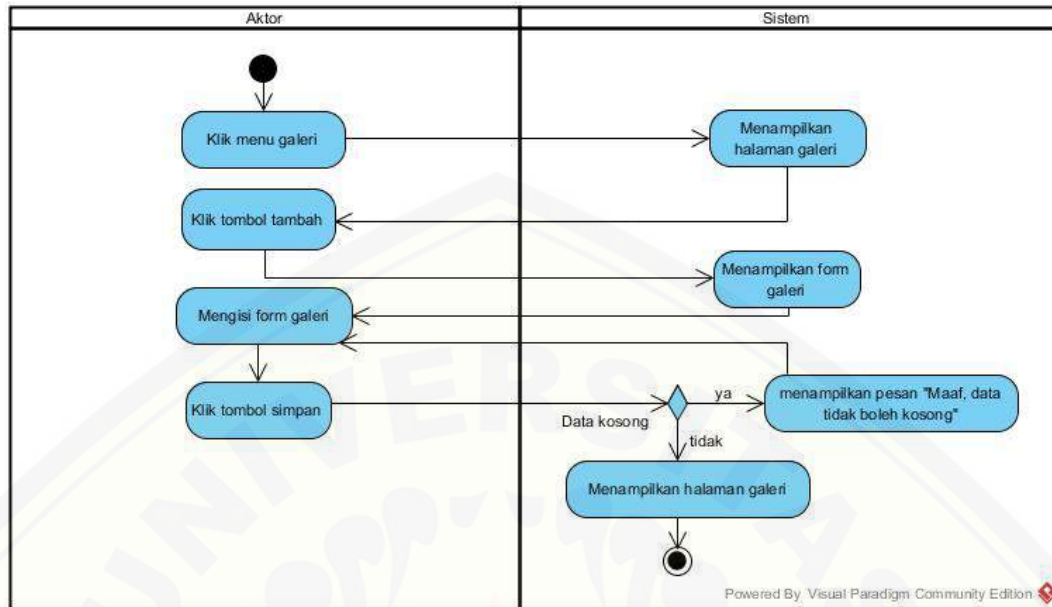 Aktor
Sistem
Klik menu galeri
Menampilkan
halaman galeri
Klik tombol tambah
Menampilkan form
galeri
Mengisi form galeri
Klik tombol simpan
Data kosong
ya
menampilkan pesan "Maaf, data
tidak boleh kosong"
tidak
Menampilkan halaman galeri
UNIVERSITA
Powered By Visual Paradigm Community Edition